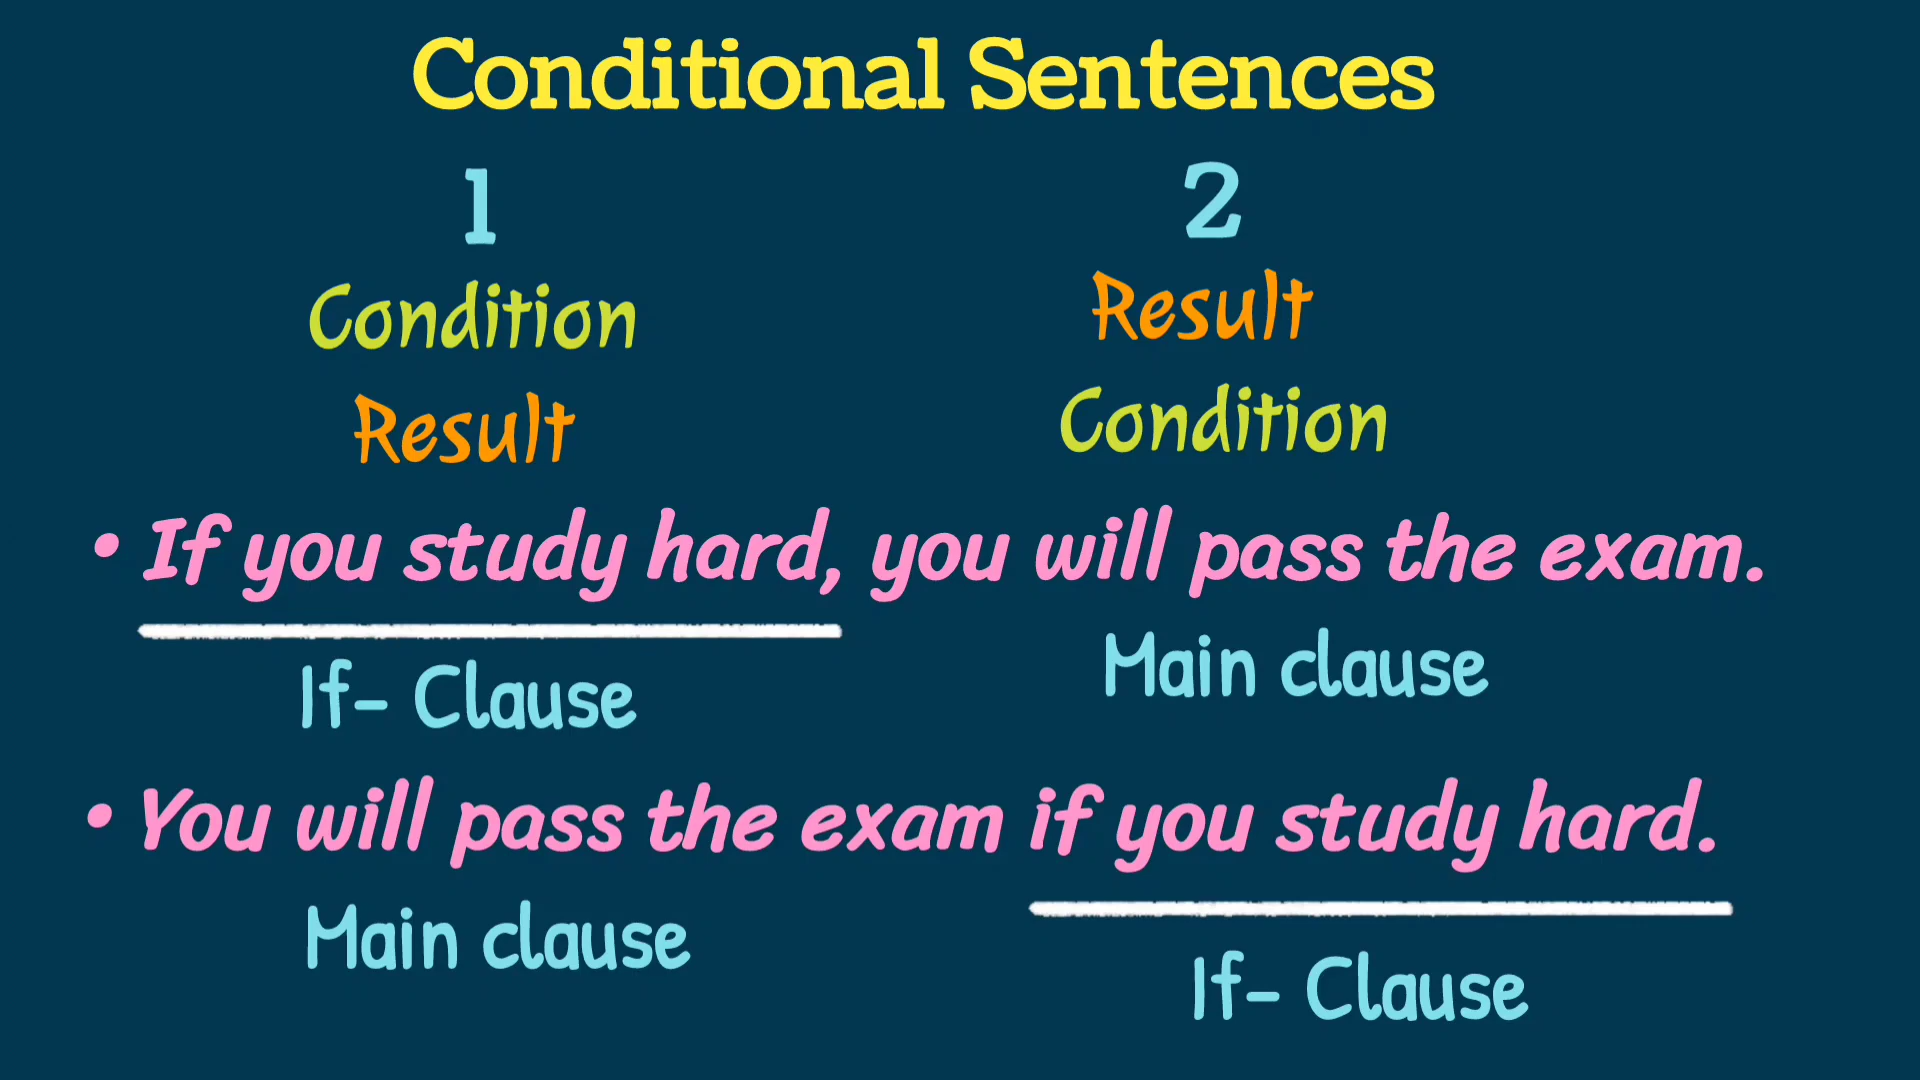 Conditional Sentences
1
Condition
Result
2
Result
Condition
• If you study hard, you will pass the exam.
If- Clause
Main clause
• You will pass the exam if you study hard.
Main clause
If- Clause